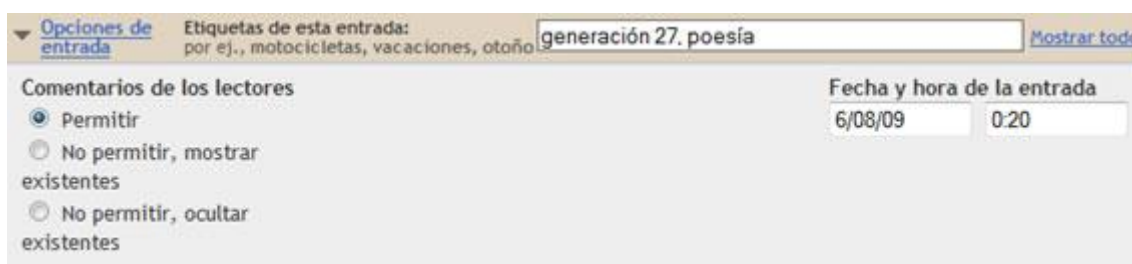 Opciones de entrada
Etiquetas de esta entrada:
por ej., motocicletas, vacaciones, otoño
generación 27, poesía
Mostrar todo
Comentarios de los lectores
Permitir
No permitir, mostrar
existentes
No permitir, ocultar
existentes
Fecha y hora de la entrada
6/08/09 0:20